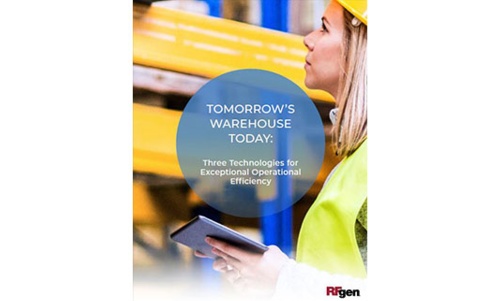 TOMORROW'S
WAREHOUSE
TODAY:
Three Technologies for
Exceptional Operational
Efficiency
RFgen